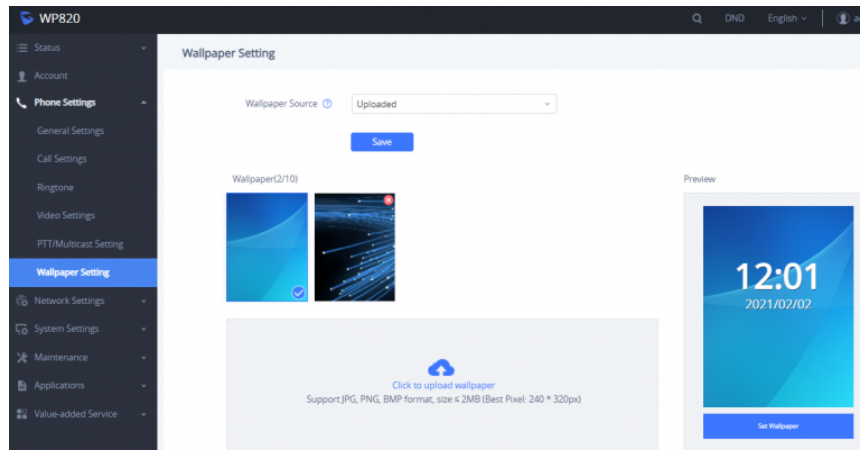 WP820
DND English
Status
Account
Phone Settings
General Settings
Call Settings
Ringtone
Video Settings
PTT/Multicast Setting
Wallpaper Setting
Network Settings
System Settings
Maintenance
Applications
Value-added Service
Wallpaper Setting
Wallpaper Source Uploaded
Save
Wallpaper(2/10)
Click to upload wallpaper
Support JPG, PNG, BMP format, size ≤ 2MB (Best Pixel: 240 * 320px)
Preview
12:01
2021/02/02
Set Wallpaper